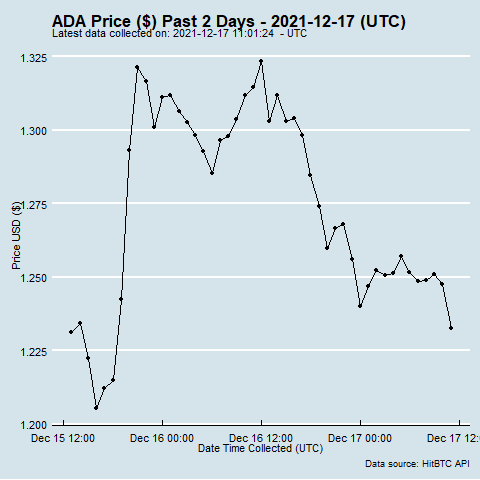 ADA Price ($) Past 2 Days - 2021-12-17 (UTC)
Latest data collected on: 2021-12-17 11:01:24 - UTC
1.325
1.300
1.275
1.250
1.225
1.200
Price USD ($)
Dec 15 12:00 Dec 16 00:00 Dec 16 12:00 Dec 17 00:00 Dec 17 12:
Date Time Collected (UTC)
Data source: HitBTC API